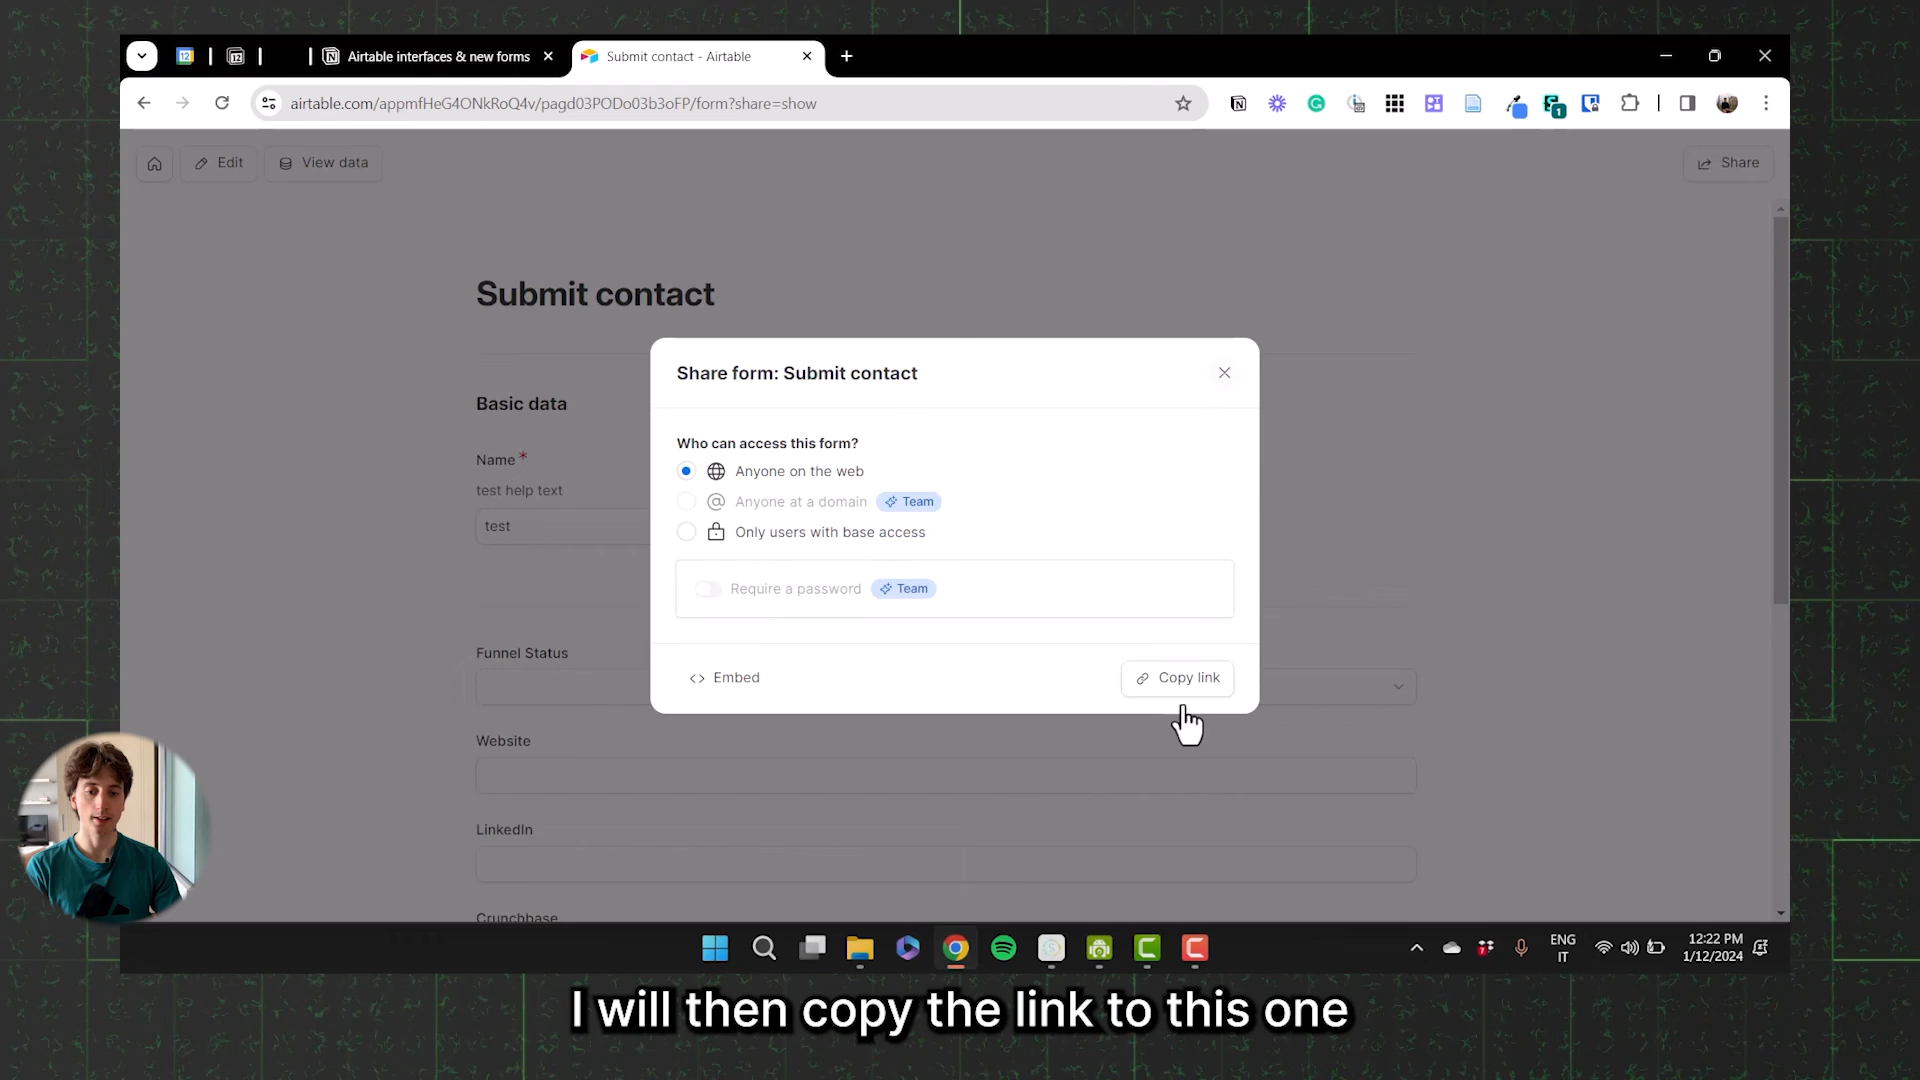 12
12
Airtable interfaces & new forms
Submit contact - Airtable
airtable.com/appmfHeG4ONkRoQ4v/pagd03PODo03b3oFP/form?share=show
1
Edit
View data
Share
Submit contact
Basic data
Name *
test help text
test
Funnel Status
Website
LinkedIn
Crunchbase
Share form: Submit contact
Who can access this form?
Anyone on the web
Anyone at a domain Team
Only users with base access
Require a password Team
Embed
Copy link
ENG
IT
12:22 PM
1/12/2024
I will then copy the link to this one